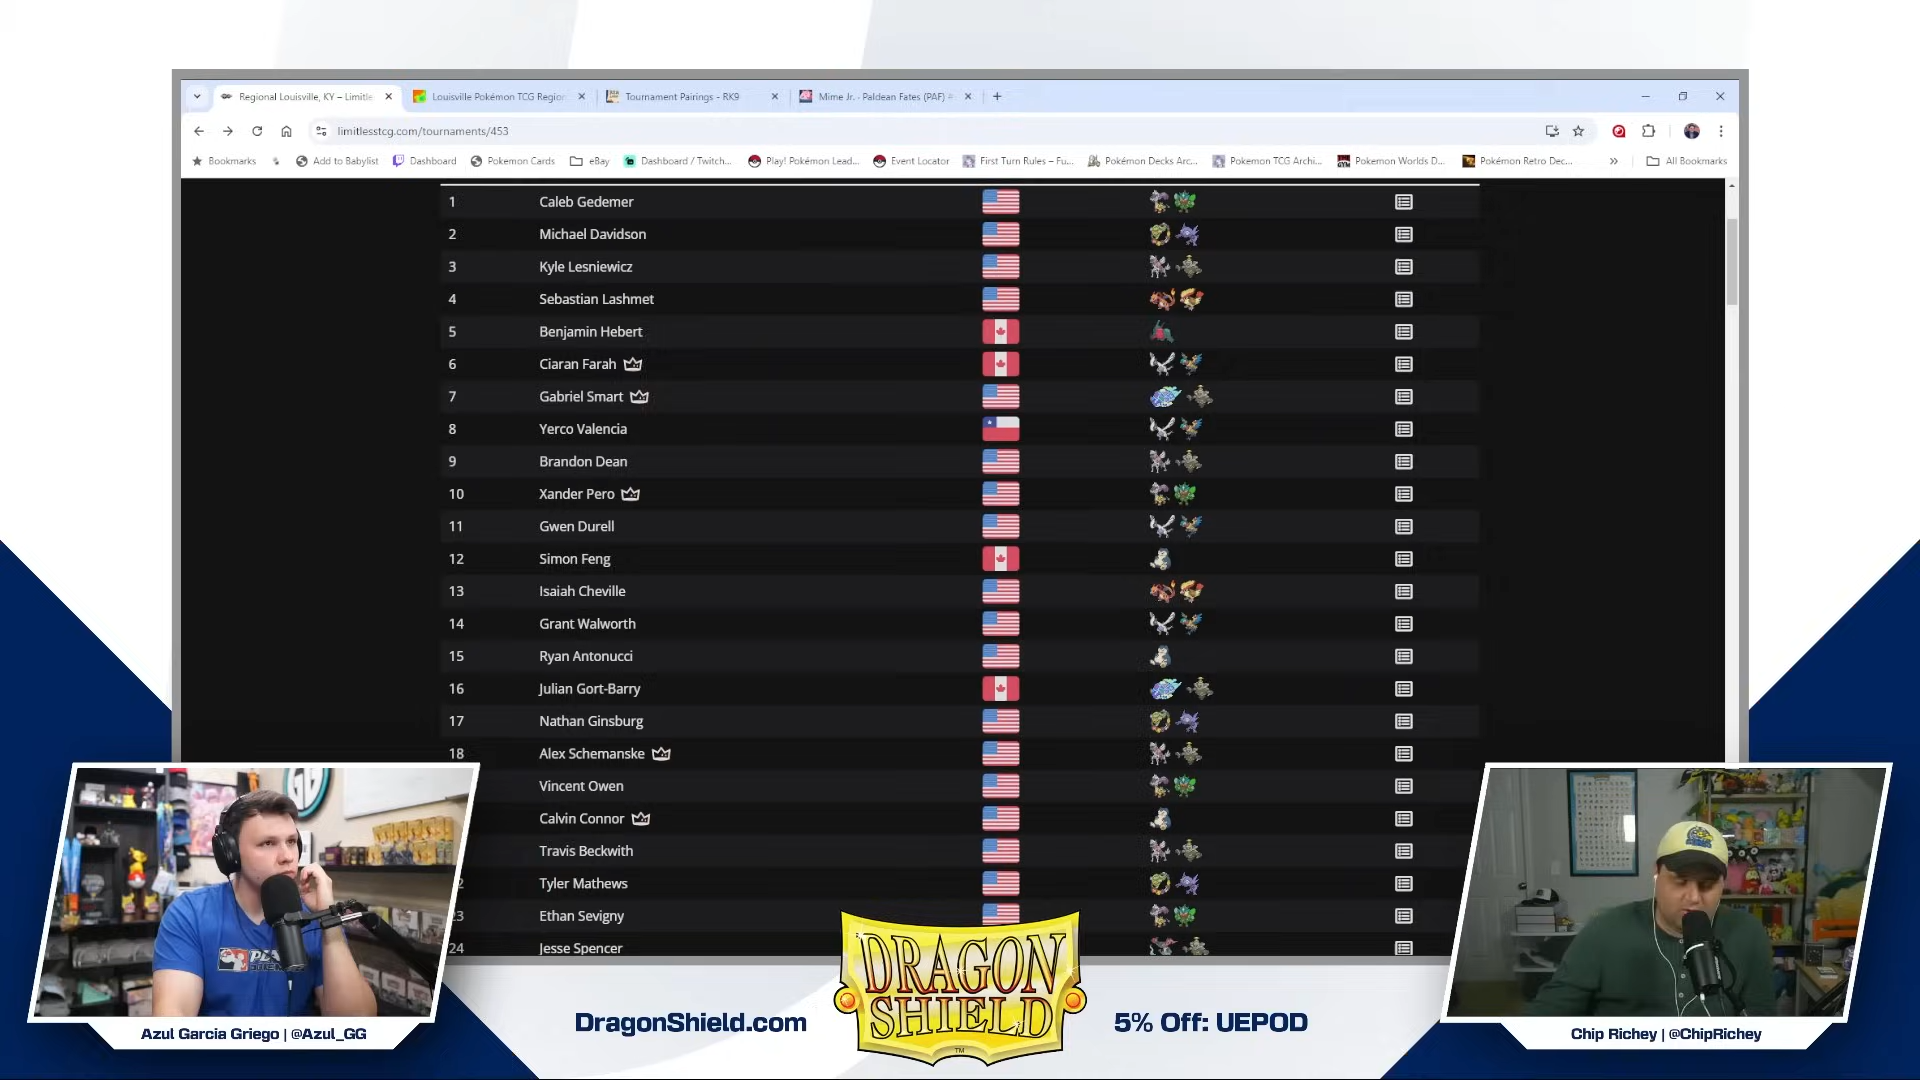 Regional Louisville, KY – Limitle
Louisville Pokémon TCG Region
Tournament Pairings - RK9
Mime Jr. - Paldean Fates (PAF) #
limitlesstcg.com/tournaments/453
Bookmarks
Add to Babylist
Dashboard
Pokemon Cards
eBay
Dashboard / Twitch...
Play! Pokémon Lead...
Event Locator
First Turn Rules – Fu...
Pokémon Decks Arc...
Pokemon TCG Archi...
Pokemon Worlds D...
Pokémon Retro Dec...
All Bookmarks
1 Caleb Gedemer
2 Michael Davidson
3 Kyle Lesniewicz
4 Sebastian Lashmet
5 Benjamin Hebert
6 Ciaran Farah
7 Gabriel Smart
8 Yerco Valencia
9 Brandon Dean
10 Xander Pero
11 Gwen Durell
12 Simon Feng
13 Isaiah Cheville
14 Grant Walworth
15 Ryan Antonucci
16 Julian Gort-Barry
17 Nathan Ginsburg
18 Alex Schemanske
Vincent Owen
Calvin Connor
Travis Beckwith
2 Tyler Mathews
23 Ethan Sevigny
24 Jesse Spencer
DRAGON
SHIELD
TM
DragonShield.com
5% Off: UEPOD
Azul Garcia Griego | @Azul_GG
Chip Richey | @ChipRichey